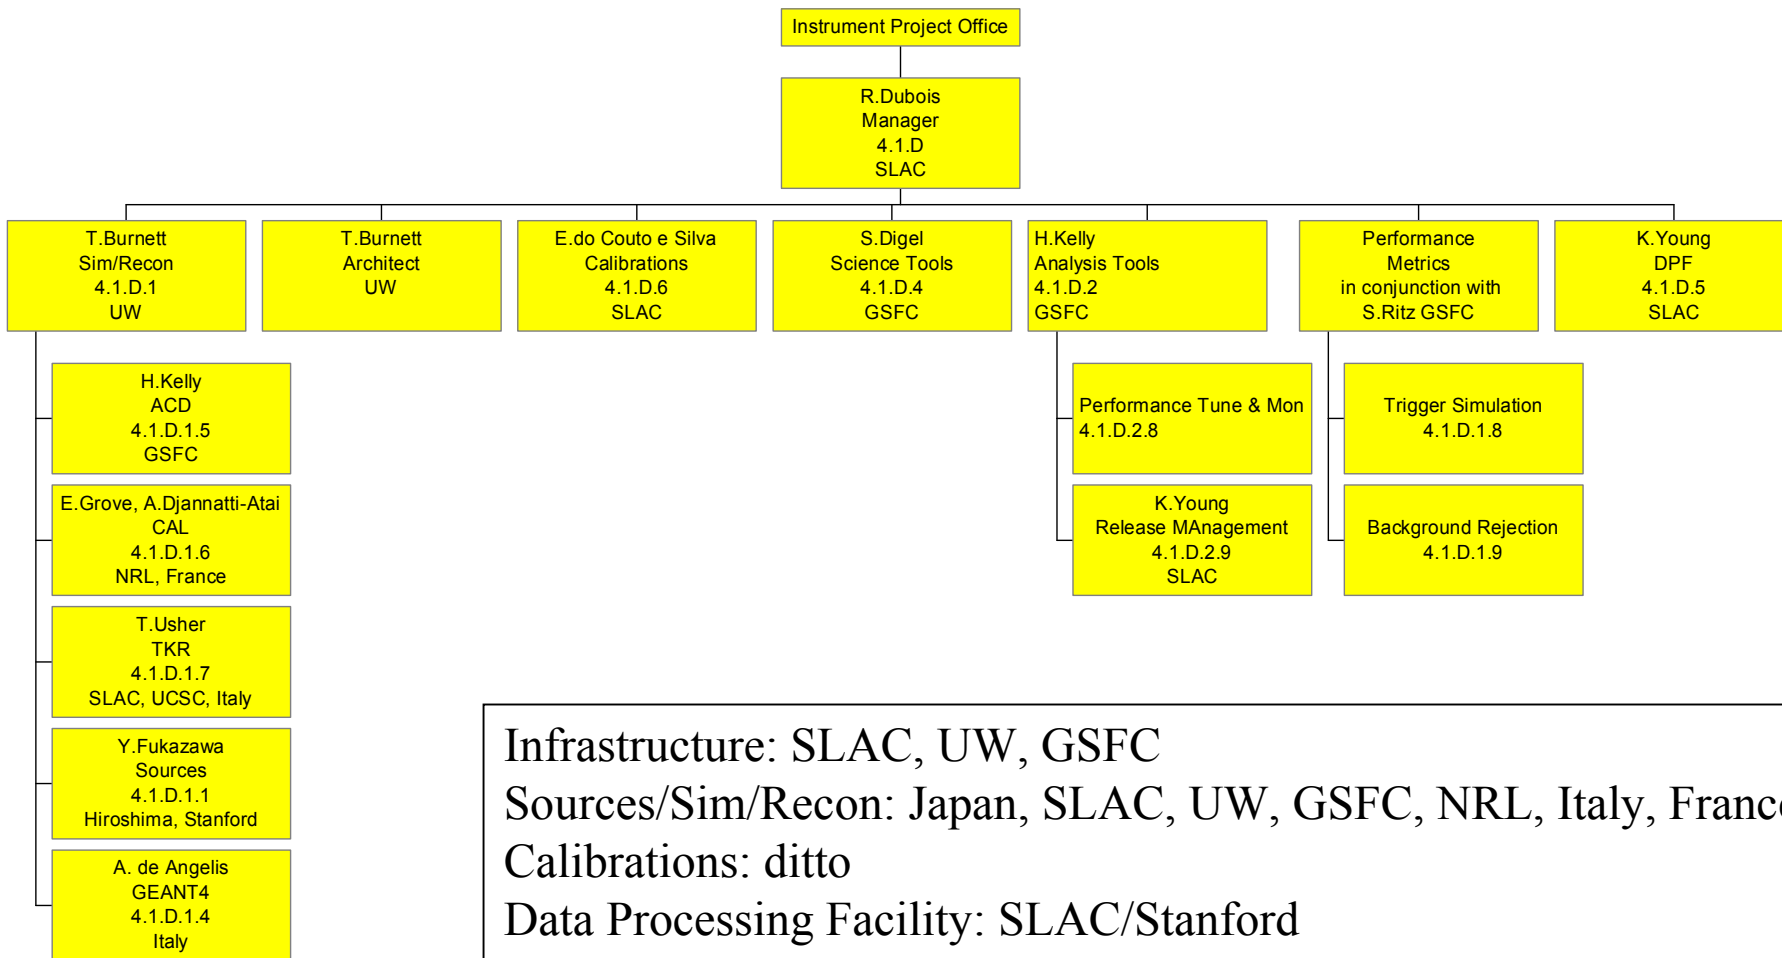 Instrument Project Office
R.Dubois
Manager
4.1.D
SLAC
T.Burnett
Sim/Recon
4.1.D.1
UW
T.Burnett
Architect
UW
E.do Couto e Silva
Calibrations
4.1.D.6
SLAC
S.Digel
Science Tools
4.1.D.4
GSFC
H.Kelly
Analysis Tools
4.1.D.2
GSFC
Performance
Metrics
in conjunction with
S.Ritz GSFC
K.Young
DPF
4.1.D.5
SLAC
H.Kelly
ACD
4.1.D.1.5
GSFC
E.Grove, A.Djannatti-Atai
CAL
4.1.D.1.6
NRL, France
T.Usher
TKR
4.1.D.1.7
SLAC, UCSC, Italy
Y.Fukazawa
Sources
4.1.D.1.1
Hiroshima, Stanford
A. de Angelis
GEANT4
4.1.D.1.4
Italy
Performance Tune & Mon
4.1.D.2.8
K.Young
Release MAnagement
4.1.D.2.9
SLAC
Trigger Simulation
4.1.D.1.8
Background Rejection
4.1.D.1.9
Infrastructure: SLAC, UW, GSFC
Sources/Sim/Recon: Japan, SLAC, UW, GSFC, NRL, Italy, France
Calibrations: ditto
Data Processing Facility: SLAC/Stanford